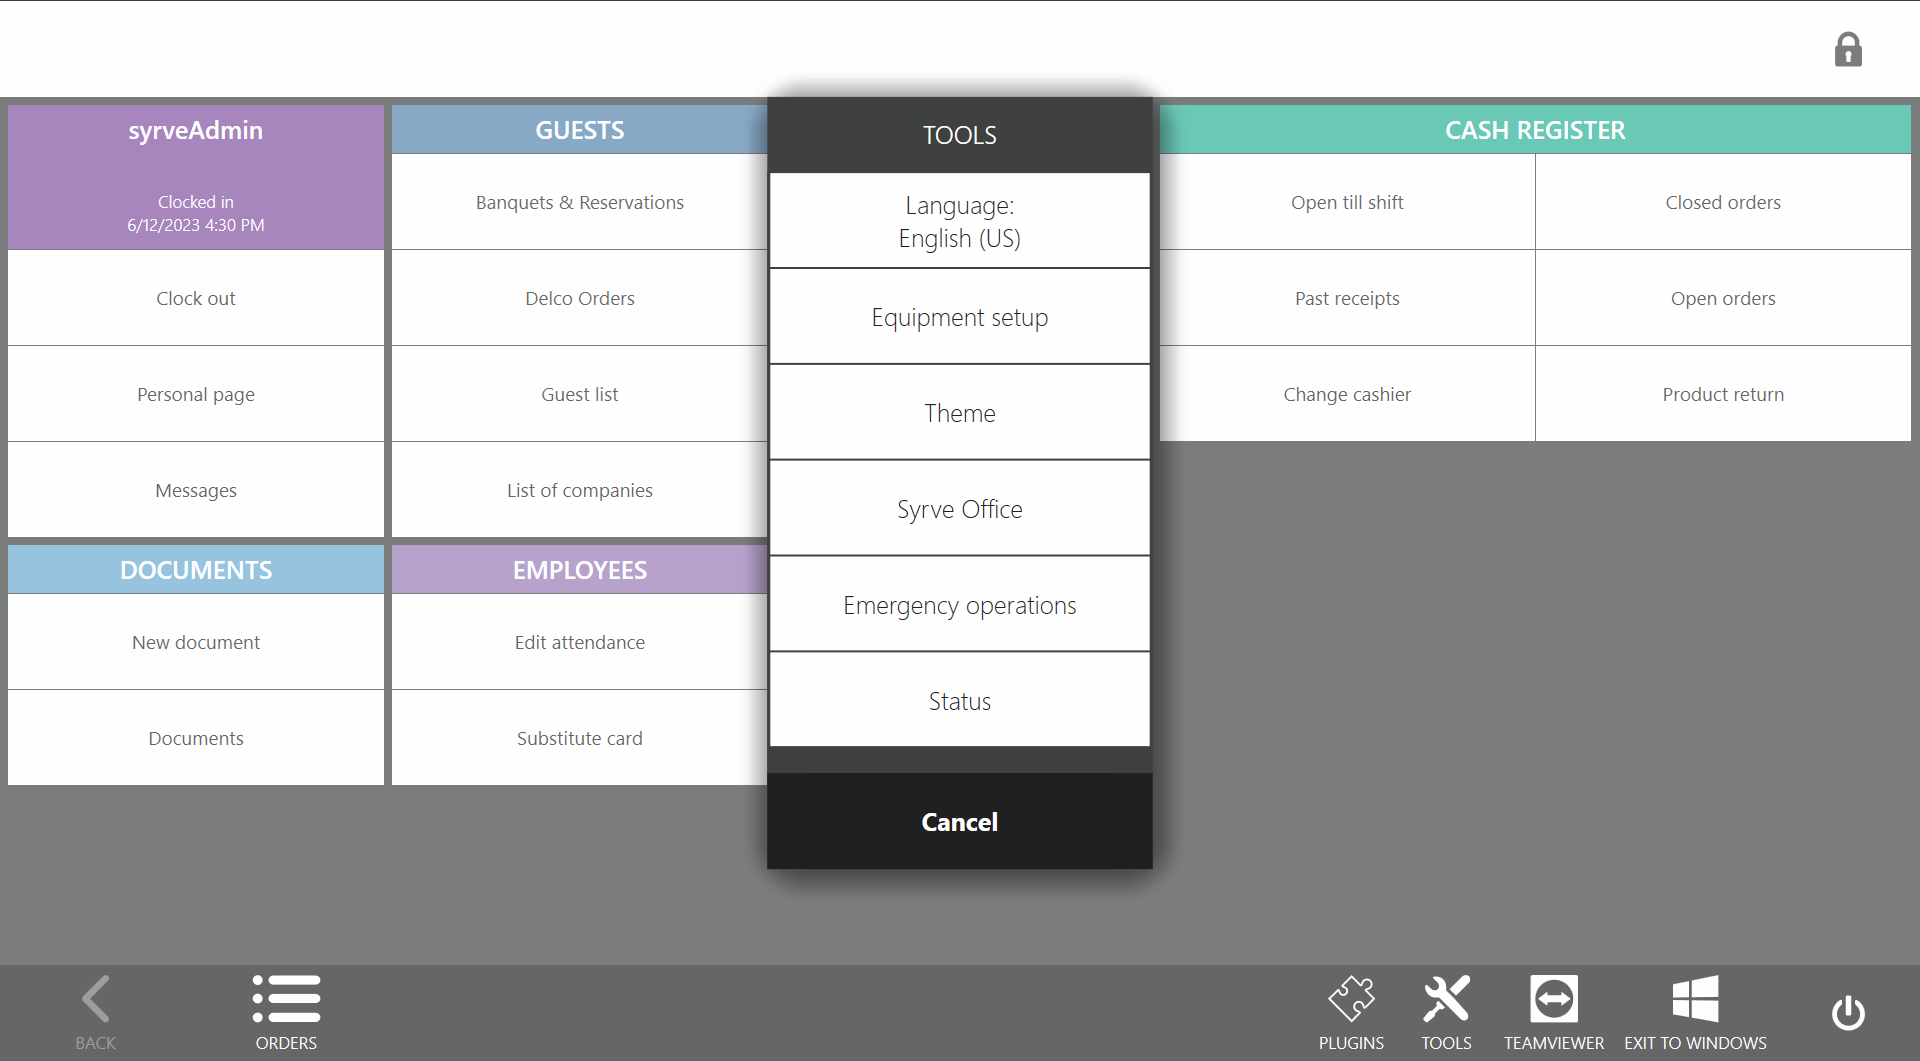 syrveAdmin
Clocked in
6/12/2023 4:30 PM
Clock out
Personal page
Messages
GUESTS
Banquets & Reservations
Delco Orders
Guest list
List of companies
DOCUMENTS
New document
Documents
EMPLOYEES
Edit attendance
Substitute card
TOOLS
Language:
English (US)
Equipment setup
Theme
Syrve Office
Emergency operations
Status
Cancel
CASH REGISTER
Open till shift
Closed orders
Past receipts
Open orders
Change cashier
Product return
BACK
ORDERS
PLUGINS
TOOLS
TEAMVIEWER
EXIT TO WINDOWS